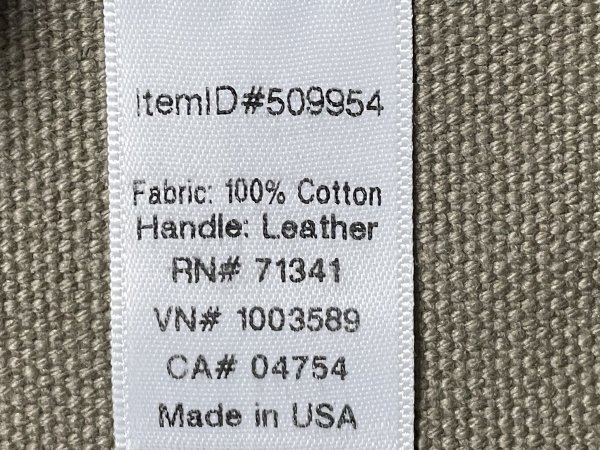 ItemID#509954
Fabric: 100% Cotton
Handle: Leather
RN# 71341
VN# 1003589
CA# 04754
Made in USA